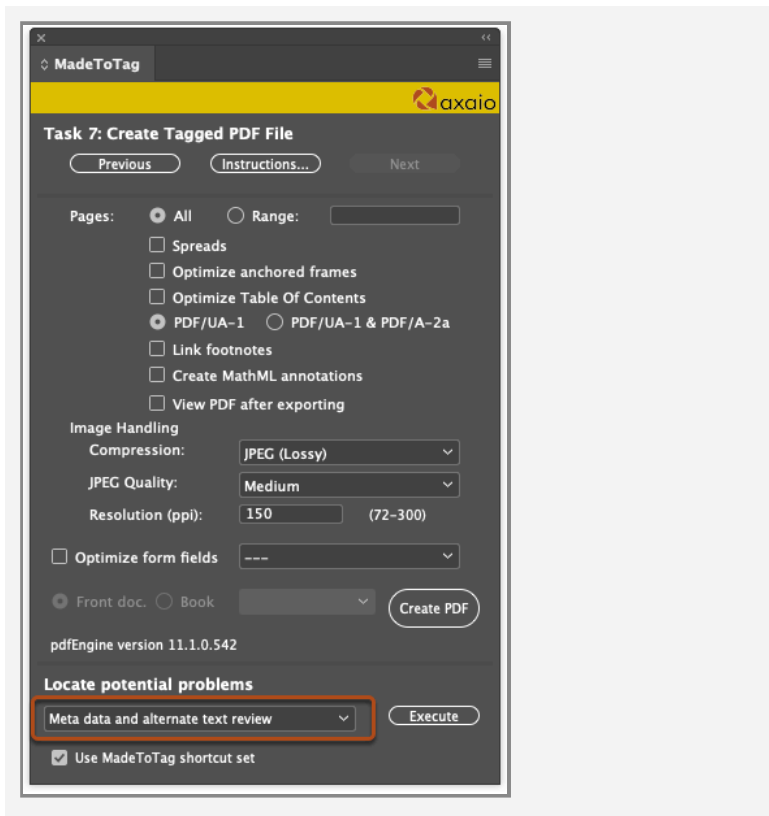 MadeToTag
axaio
Task 7: Create Tagged PDF File
Previous Instructions... Next
Pages: All Range:
Spreads
Optimize anchored frames
Optimize Table Of Contents
PDF/UA-1 PDF/UA-1 & PDF/A-2a
Link footnotes
Create MathML annotations
View PDF after exporting
Image Handling
Compression: JPEG (Lossy)
JPEG Quality: Medium
Resolution (ppi): 150 (72-300)
Optimize form fields ---
Front doc. Book Create PDF
pdfEngine version 11.1.0.542
Locate potential problems
Meta data and alternate text review Execute
Use MadeToTag shortcut set